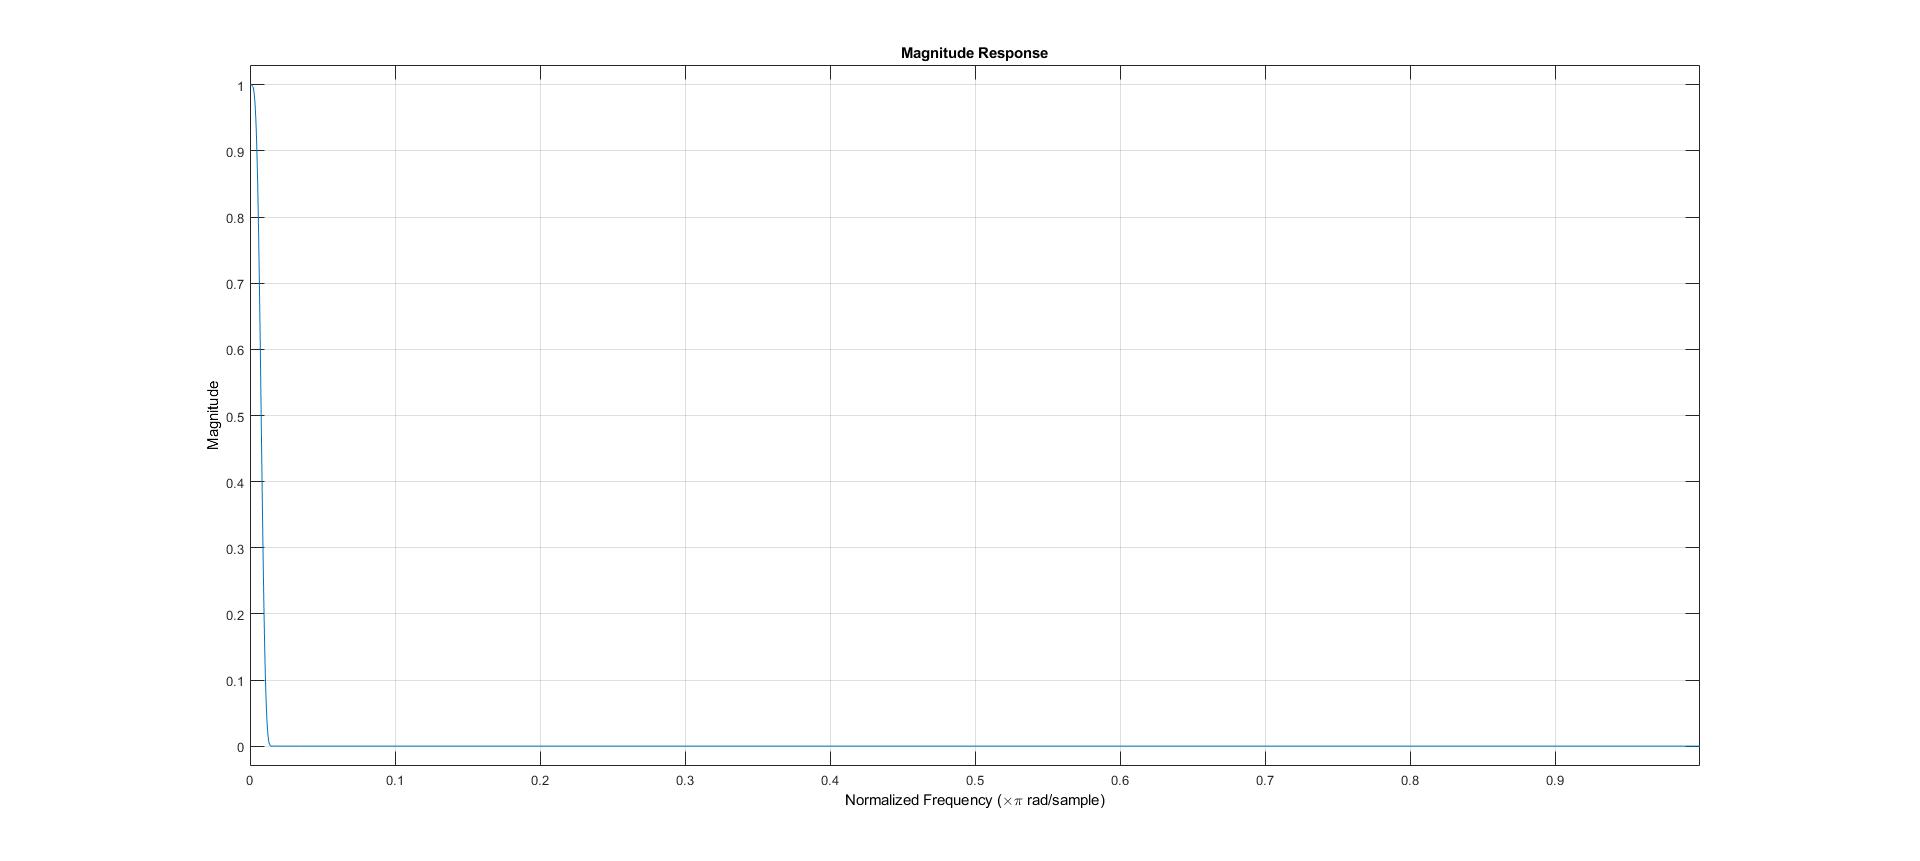 Magnitude Response
1
0.9
0.8
0.7
0.6
0.5
0.4
0.3
0.2
0.1
0
Magnitude
0 0.1 0.2 0.3 0.4 0.5 0.6 0.7 0.8 0.9
Normalized Frequency (×π rad/sample)